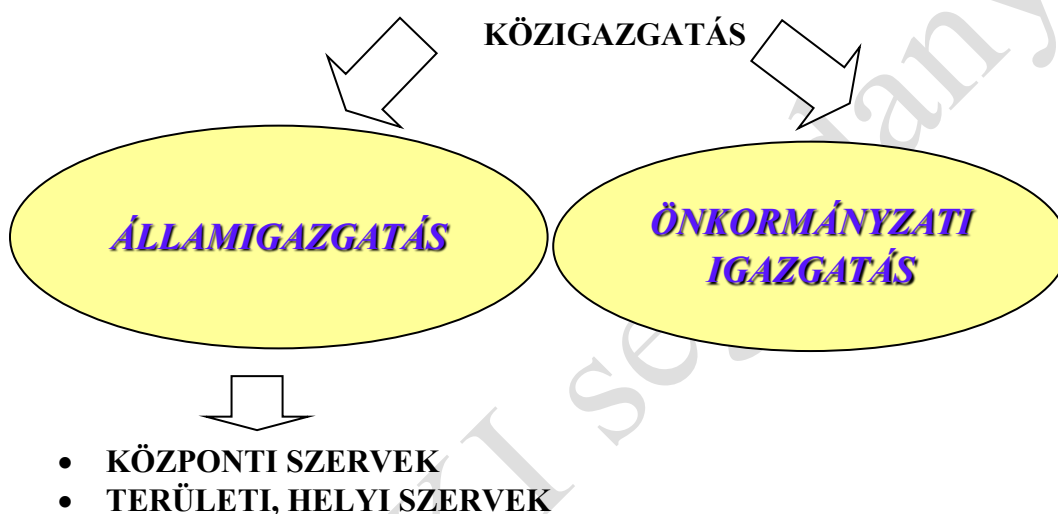 KÖZIGAZGATÁS
ÁLLAMIGAZGATÁS
ÖNKORMÁNYZATI
IGAZGATÁS
• KÖZPONTI SZERVEK
• TERÜLETI, HELYI SZERVEK